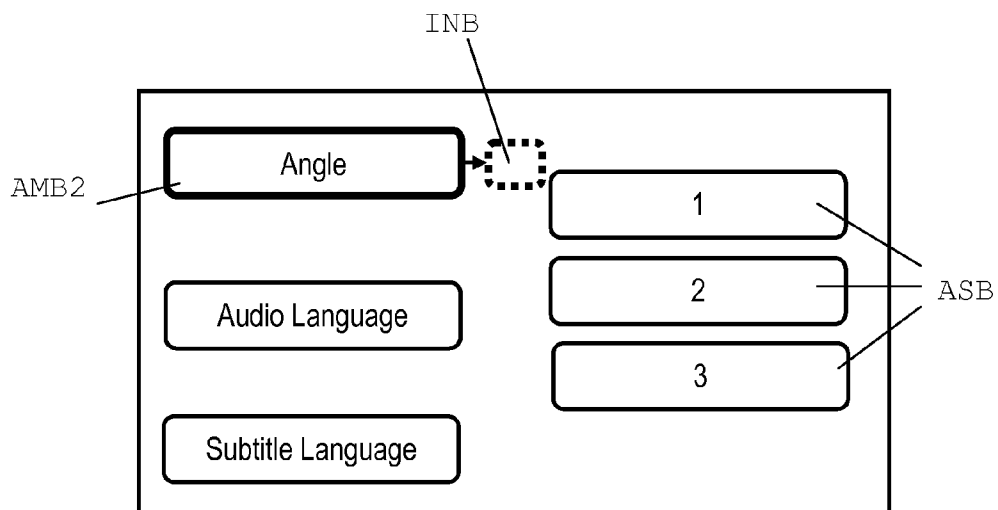 INB
Angle
AMB2
1
2
ASB
Audio Language
3
Subtitle Language